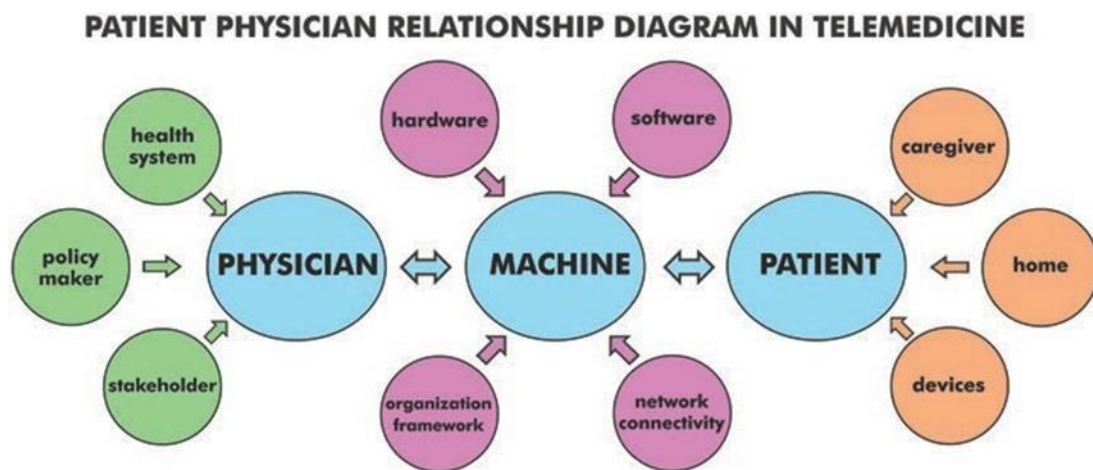 PATIENT PHYSICIAN RELATIONSHIP DIAGRAM IN TELEMEDICINE
health
system
policy
maker
stakeholder
PHYSICIAN
hardware
software
MACHINE
organization
framework
network
connectivity
PATIENT
caregiver
home
devices